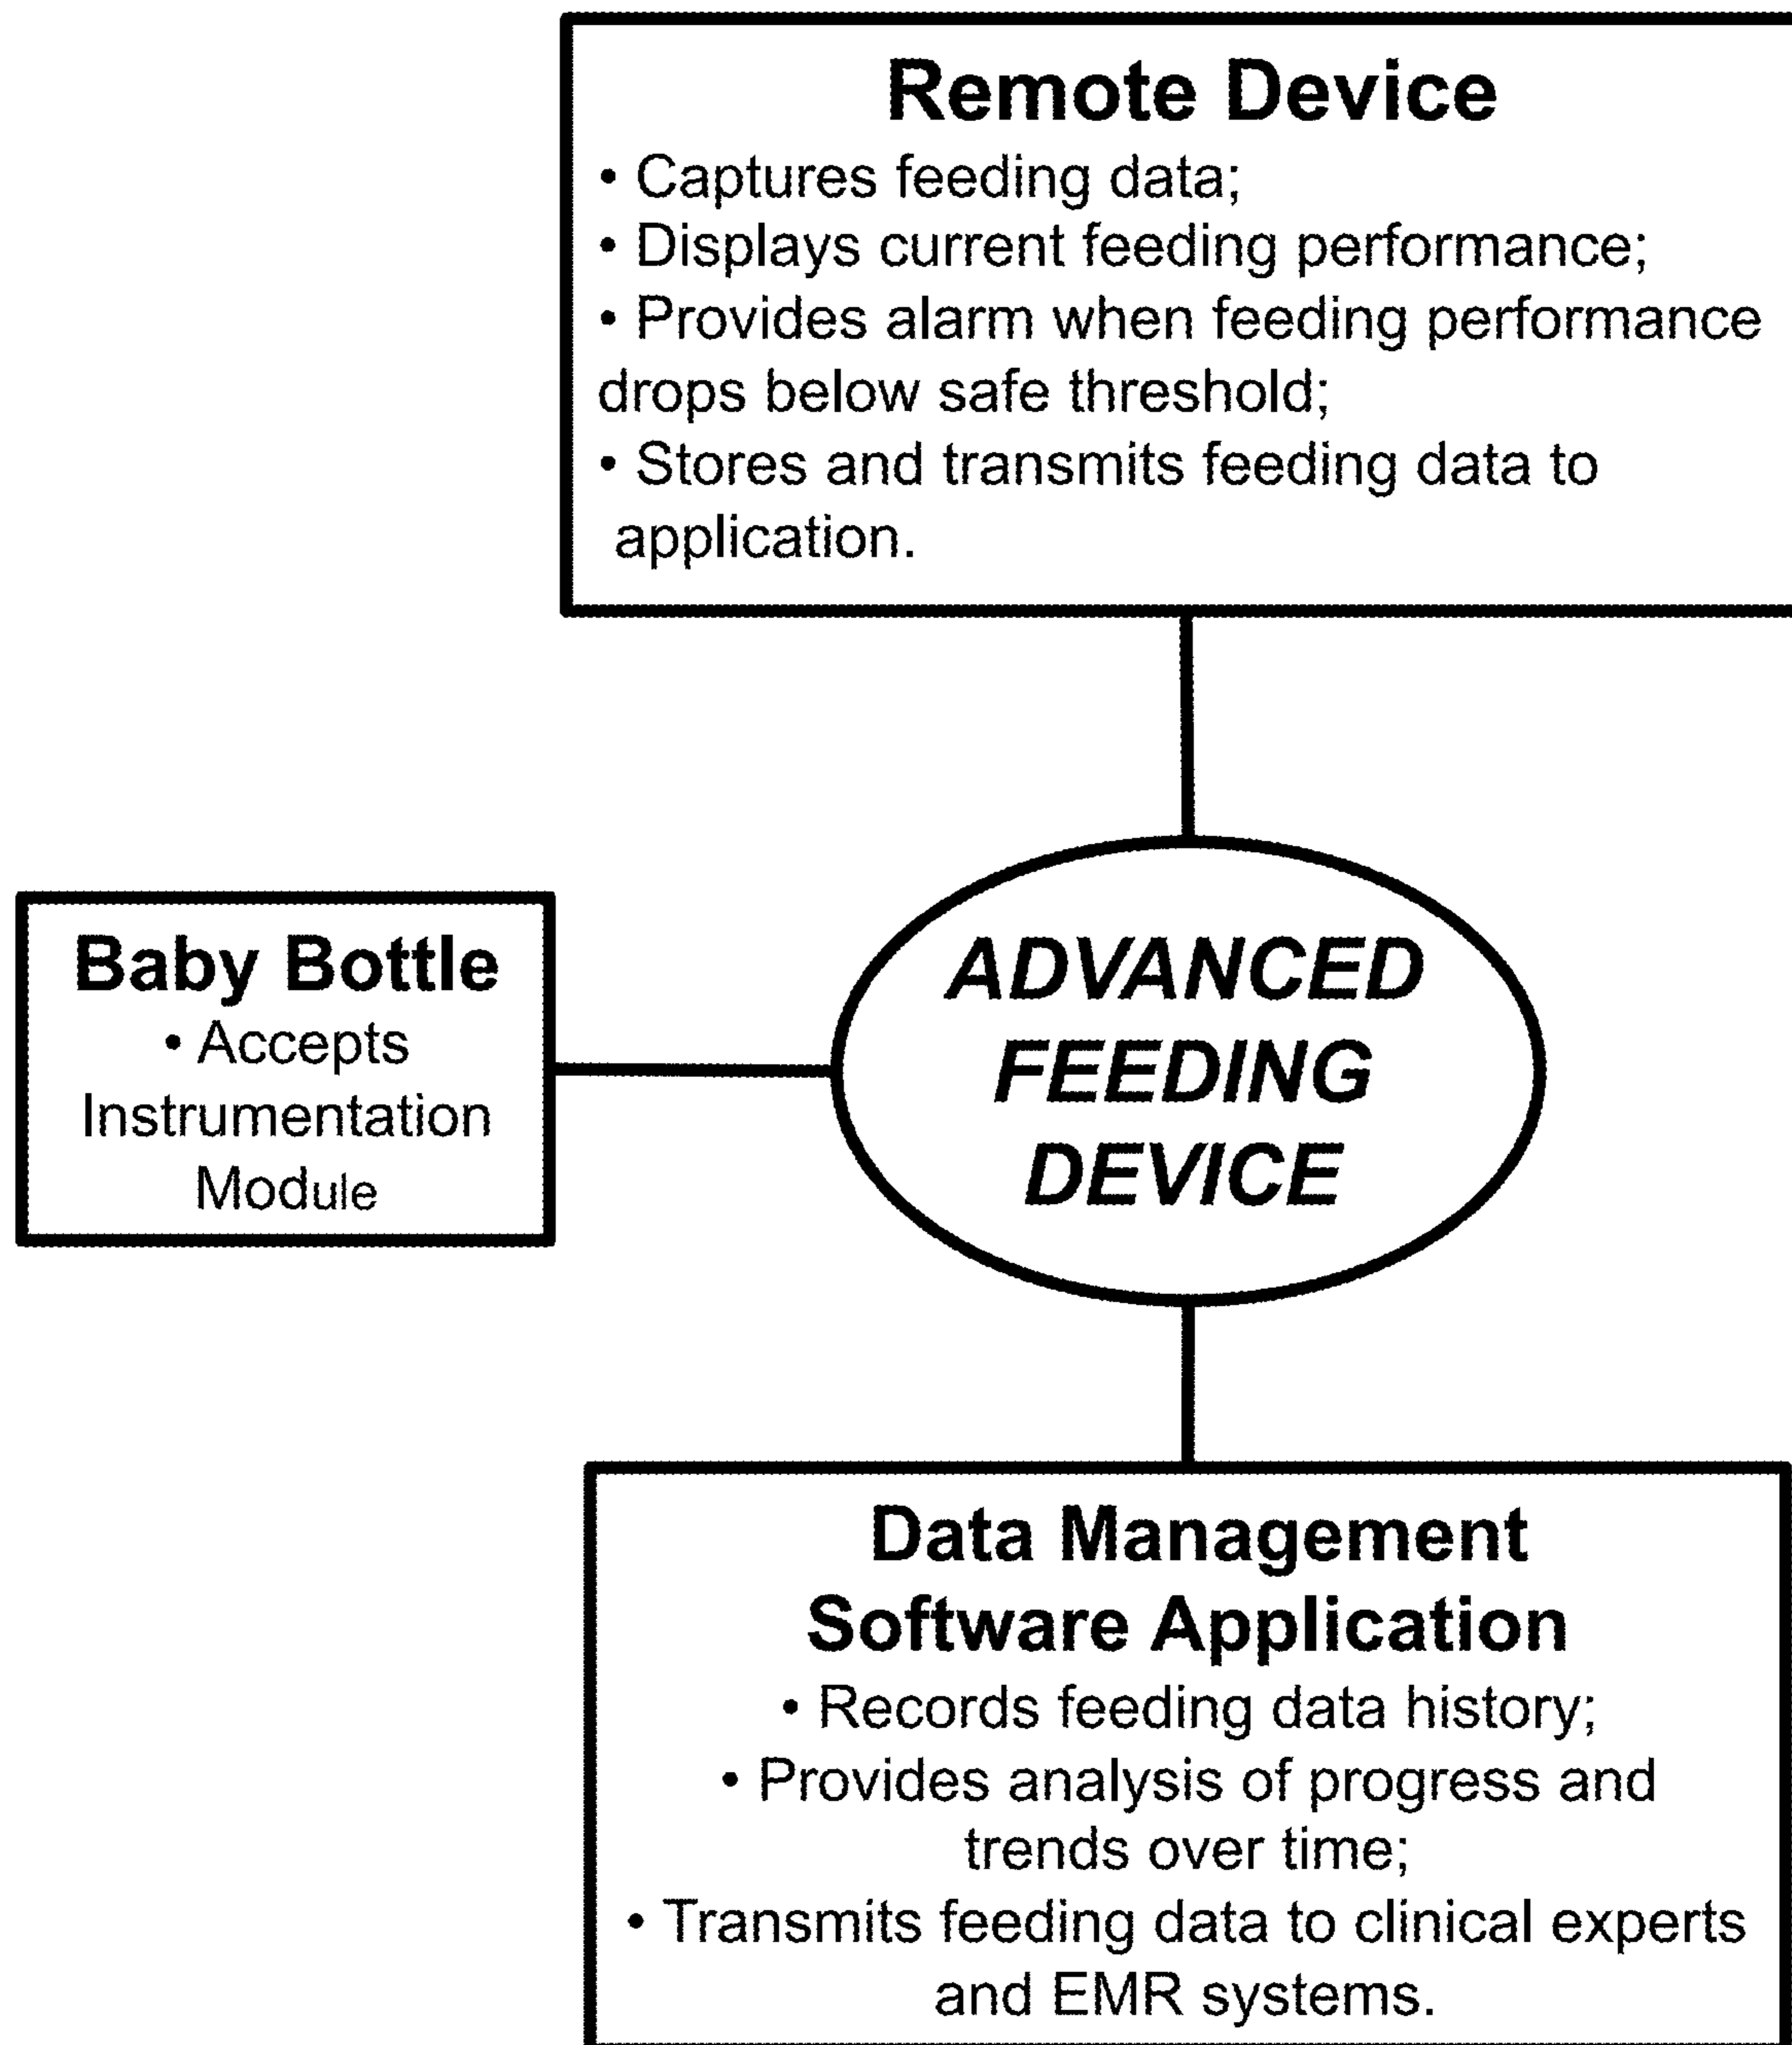 Remote Device
• Captures feeding data;
• Displays current feeding performance;
• Provides alarm when feeding performance
drops below safe threshold;
• Stores and transmits feeding data to
application.
Baby Bottle
• Accepts
Instrumentation
Module
ADVANCED
FEEDING
DEVICE
Data Management
Software Application
• Records feeding data history;
• Provides analysis of progress and
trends over time;
• Transmits feeding data to clinical experts
and EMR systems.